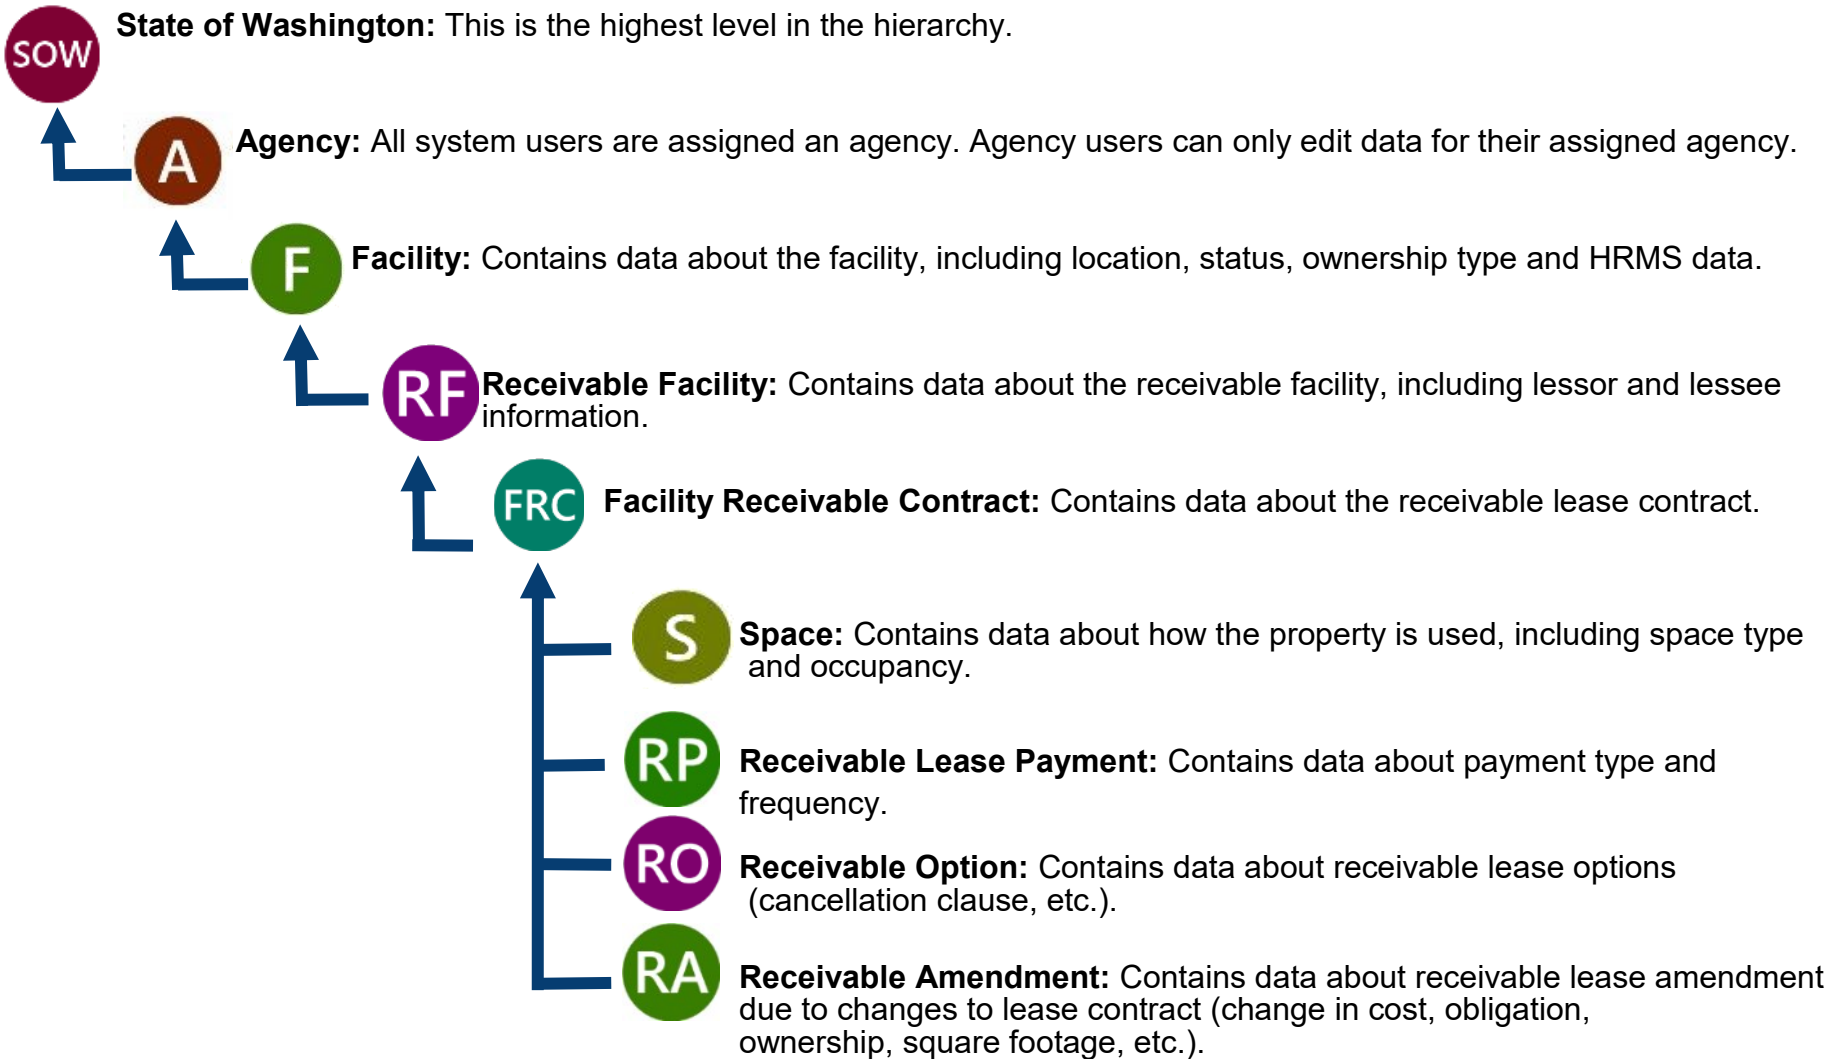 SOW
State of Washington: This is the highest level in the hierarchy.
A
Agency: All system users are assigned an agency. Agency users can only edit data for their assigned agency.
F
Facility: Contains data about the facility, including location, status, ownership type and HRMS data.
RF
Receivable Facility: Contains data about the receivable facility, including lessor and lessee
information.
FRC
Facility Receivable Contract: Contains data about the receivable lease contract.
S
Space: Contains data about how the property is used, including space type
and occupancy.
RP
Receivable Lease Payment: Contains data about payment type and
frequency.
RO
Receivable Option: Contains data about receivable lease options
(cancellation clause, etc.).
RA
Receivable Amendment: Contains data about receivable lease amendment
due to changes to lease contract (change in cost, obligation,
ownership, square footage, etc.).